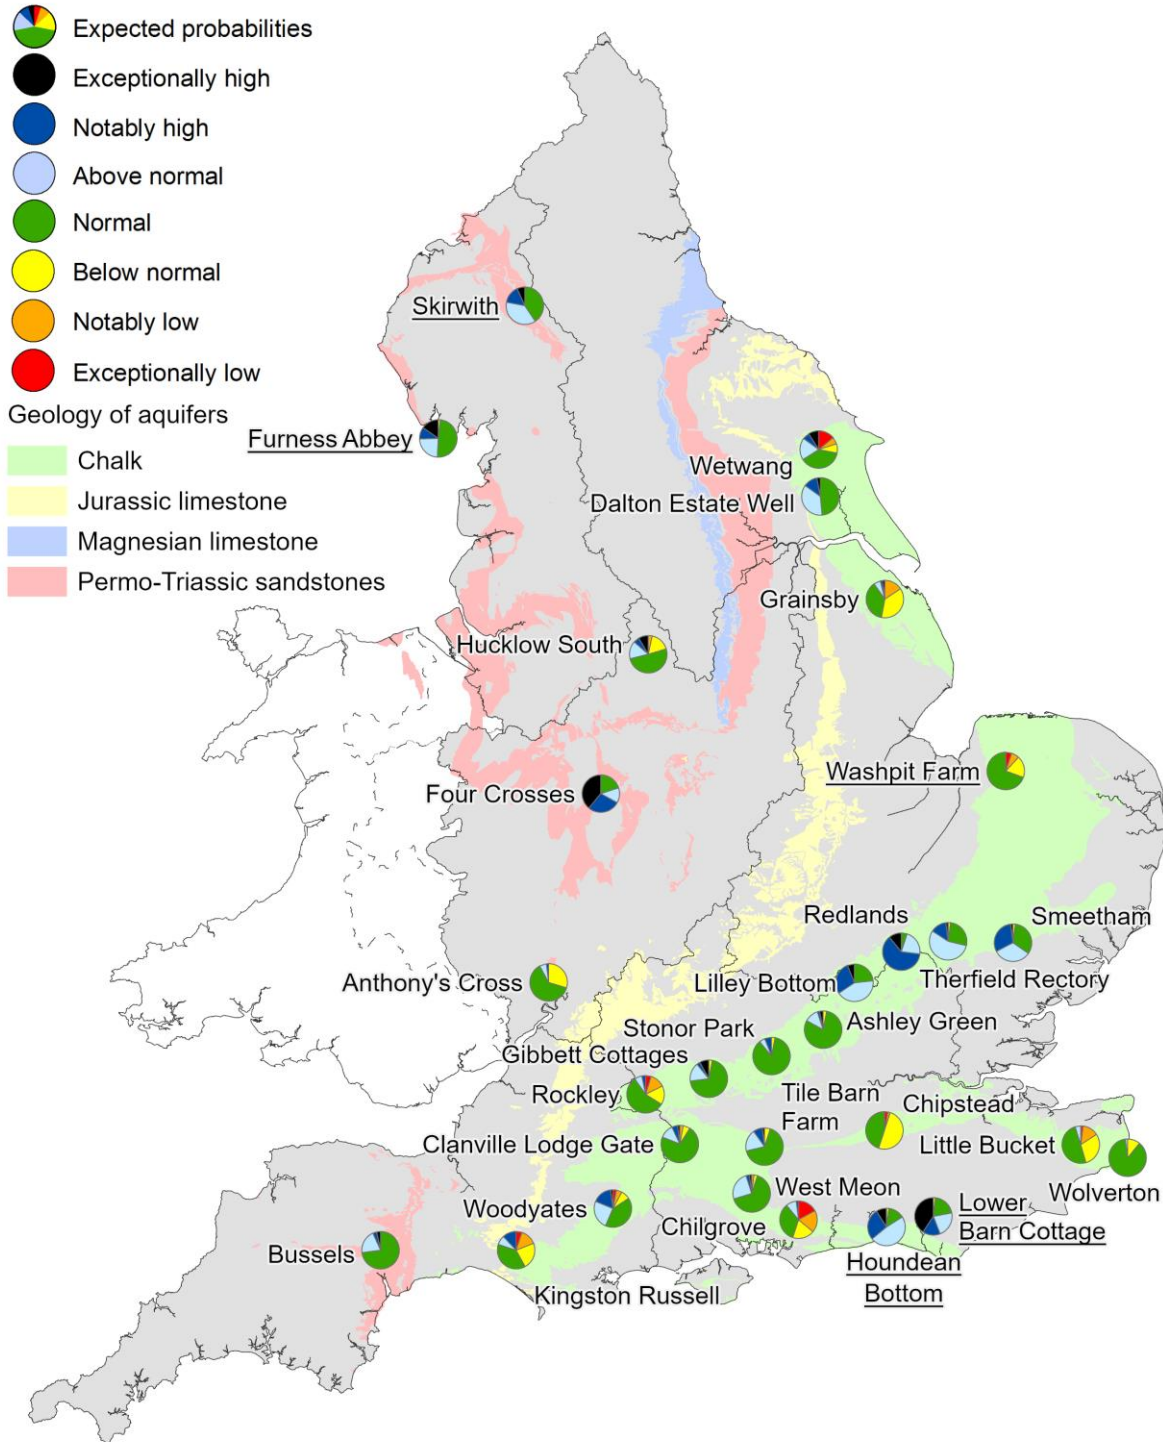 Expected probabilities
Exceptionally high
Notably high
Above normal
Normal
Below normal
Notably low
Exceptionally low
Geology of aquifers
Chalk
Jurassic limestone
Magnesian limestone
Permo-Triassic sandstones
Skirwith
Furness Abbey
Wetwang
Dalton Estate Well
Grainsby
Hucklow South
Four Crosses
Washpit Farm
Redlands
Smeetham
Anthony's Cross
Lilley Bottom
Therfield Rectory
Stonor Park
Ashley Green
Gibbett Cottages
Rockley
Tile Barn
Farm
Chipstead
Clanville Lodge Gate
Little Bucket
Wolverton
West Meon
Woodyates
Chilgrove
Lower
Barn Cottage
Bussels
Houndean
Bottom
Kingston Russell